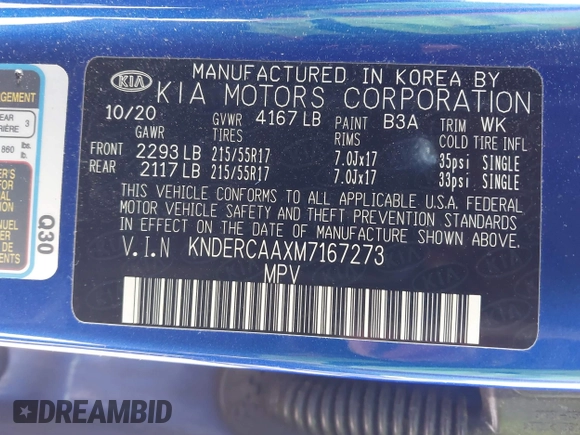 MANUFACTURED IN KOREA BY
KIA KIA MOTORS CORPORATION
10/20 GVWR 4167 LB PAINT B3A TRIM WK
GAWR TIRES RIMS COLD TIRE INFL
FRONT 2293 LB 215/55R17 7.0Jx17 35psi SINGLE
REAR 2117 LB 215/55R17 7.0Jx17 33psi SINGLE
THIS VEHICLE CONFORMS TO ALL APPLICABLE U.S.A. FEDERAL
MOTOR VEHICLE SAFETY AND THEFT PREVENTION STANDARDS
IN EFFECT ON THE DATE OF MANUFACTURE SHOWN ABOVE.
V.I.N KNDERCAAXM7167273
MPV
3
860 lbs.
Q30
DREAMBID